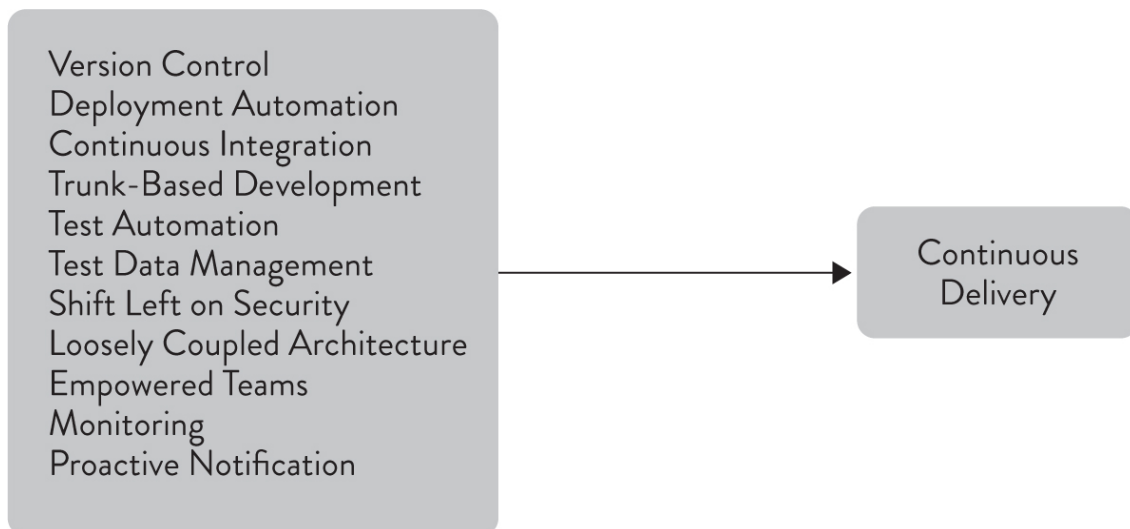 Version Control
Deployment Automation
Continuous Integration
Trunk-Based Development
Test Automation
Test Data Management
Shift Left on Security
Loosely Coupled Architecture
Empowered Teams
Monitoring
Proactive Notification
Continuous
Delivery